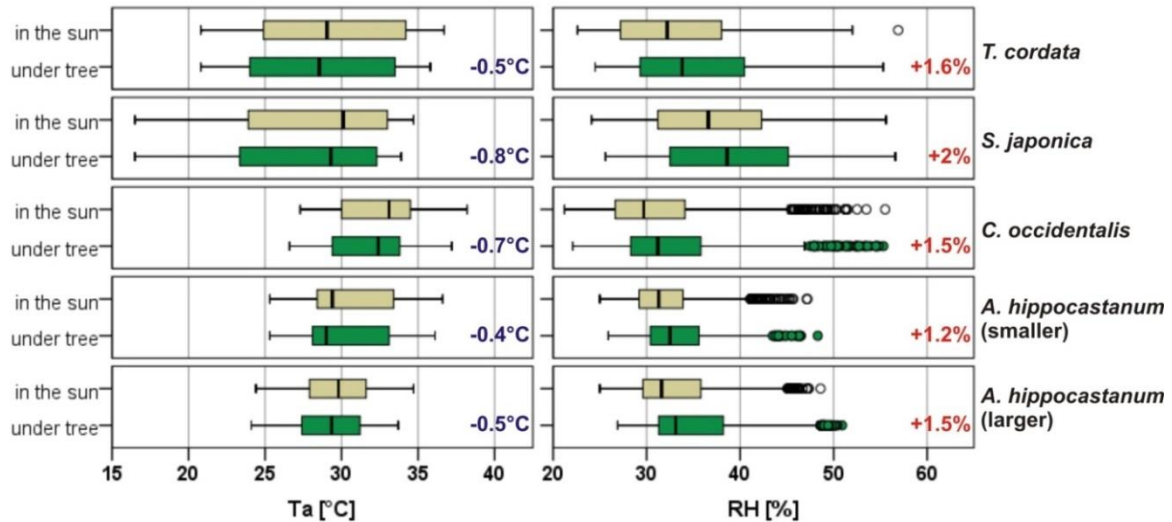 in the sun
under tree
-0.5°C
+1.6%
T. cordata
in the sun
under tree
-0.8°C
+2%
S. japonica
in the sun
under tree
-0.7°C
+1.5%
C. occidentalis
in the sun
under tree
-0.4°C
+1.2%
A. hippocastanum
(smaller)
in the sun
under tree
-0.5°C
+1.5%
A. hippocastanum
(larger)
15 20 25 30 35 40
20 30 40 50 60
Ta [°C]
RH [%]